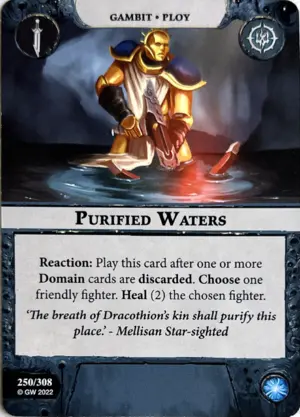 GAMBIT • PLOY
PURIFIED WATERS
Reaction: Play this card after one or more
Domain cards are discarded. Choose one
friendly fighter. Heal (2) the chosen fighter.
‘The breath of Dracothion’s kin shall purify this
place.’ - Mellisan Star-sighted
250/308
© GW 2022